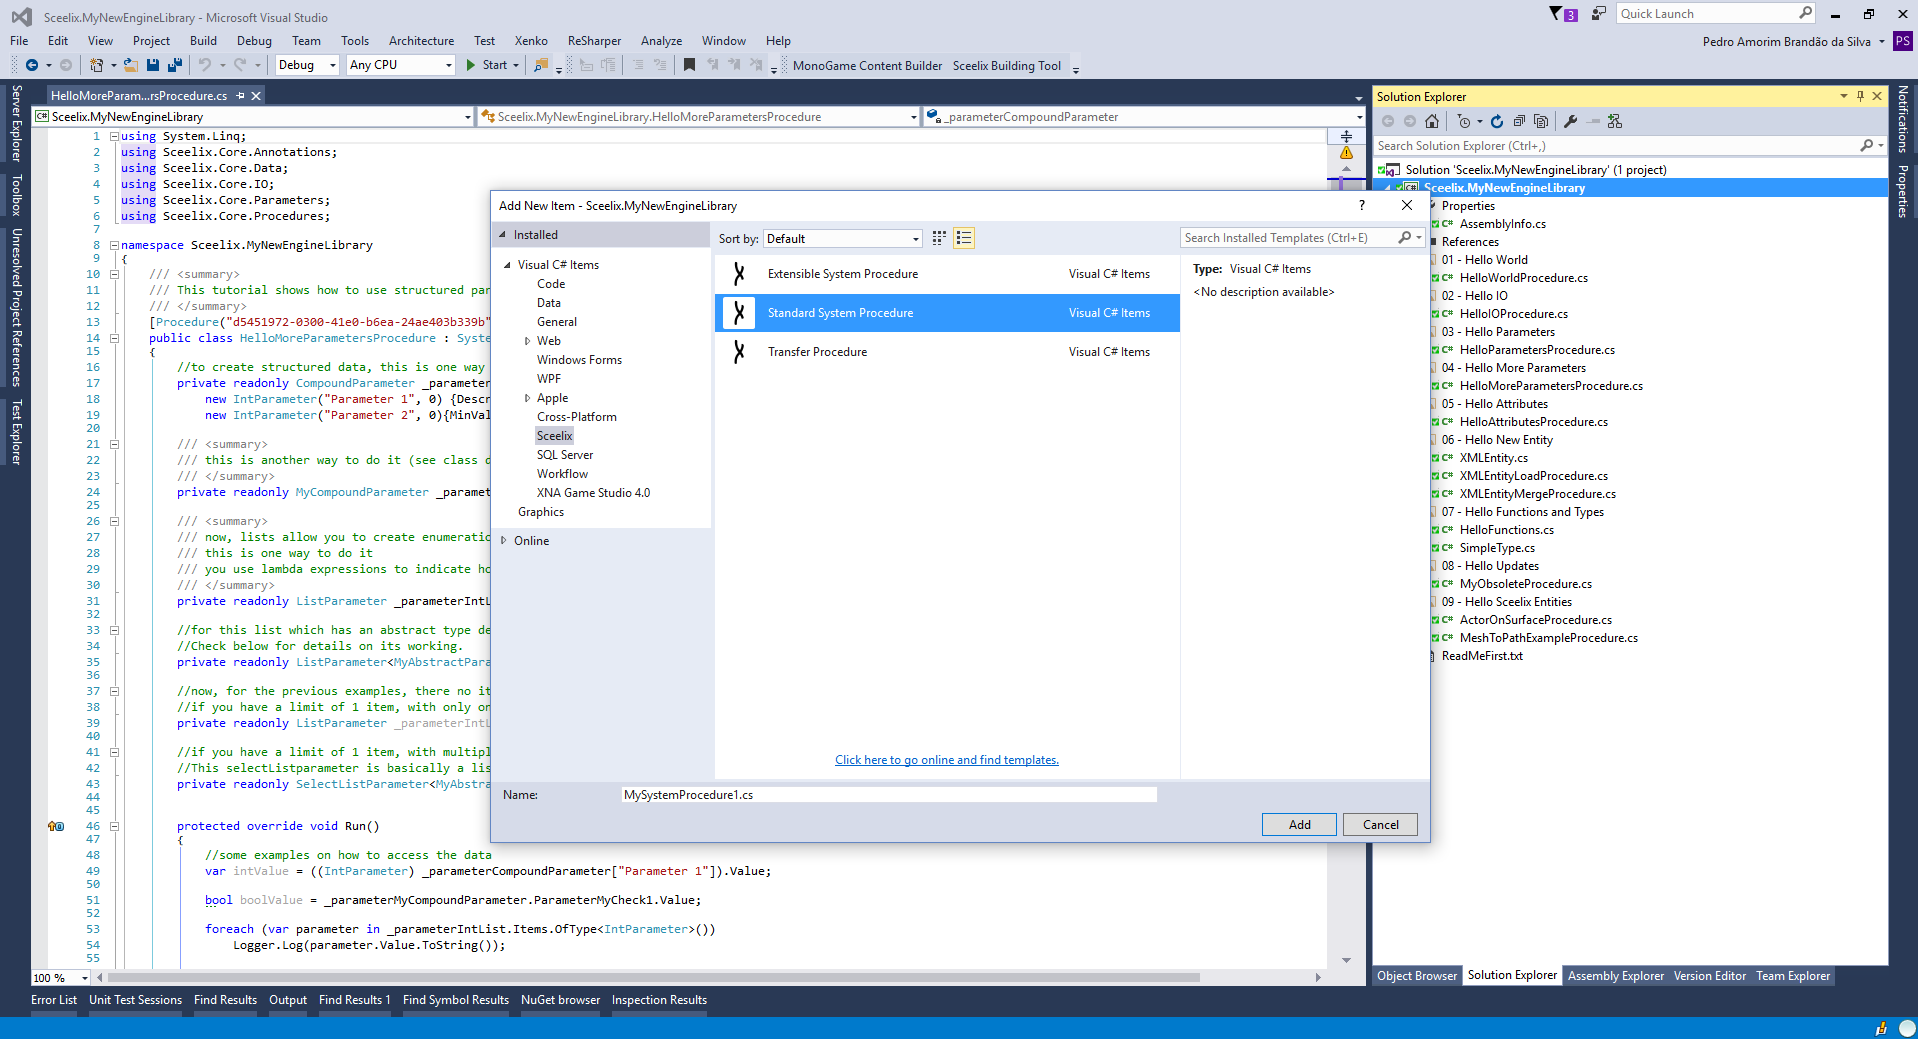 Sceelix.MyNewEngineLibrary - Microsoft Visual Studio
3
Quick Launch
File Edit View Project Build Debug Team Tools Architecture Test Xenko ReSharper Analyze Window Help
Pedro Amorim Brandão da Silva PS
Debug Any CPU Start MonoGame Content Builder Sceelix Building Tool
Server Explorer
Toolbox
Unresolved Project References
Test Explorer
HelloMoreParam...rsProcedure.cs
Sceelix.MyNewEngineLibrary Sceelix.MyNewEngineLibrary.HelloMoreParametersProcedure _parameterCompoundParameter
1 using System.Linq;
2 using Sceelix.Core.Annotations;
3 using Sceelix.Core.Data;
4 using Sceelix.Core.IO;
5 using Sceelix.Core.Parameters;
6 using Sceelix.Core.Procedures;
7
8 namespace Sceelix.MyNewEngineLibrary
9 {
10 /// <summary>
11 /// This tutorial shows how to use structured par
12 /// </summary>
13 [Procedure("d5451972-0300-41e0-b6ea-24ae403b339b"
14 public class HelloMoreParametersProcedure : Syste
15 {
16 //to create structured data, this is one way
17 private readonly CompoundParameter _parameter
18 new IntParameter("Parameter 1", 0) {Descr
19 new IntParameter("Parameter 2", 0){MinVal
20
21 /// <summary>
22 /// this is another way to do it (see class d
23 /// </summary>
24 private readonly MyCompoundParameter _paramet
25
26 /// <summary>
27 /// now, lists allow you to create enumeratio
28 /// this is one way to do it
29 /// you use lambda expressions to indicate ho
30 /// </summary>
31 private readonly ListParameter _parameterIntL
32
33 //for this list which has an abstract type de
34 //Check below for details on its working.
35 private readonly ListParameter<MyAbstractPara
36
37 //now, for the previous examples, there no it
38 //if you have a limit of 1 item, with only on
39 private readonly ListParameter _parameterIntL
40
41 //if you have a limit of 1 item, with multipl
42 //This selectListparameter is basically a lis
43 private readonly SelectListParameter<MyAbstra
44
45
46 protected override void Run()
47 {
48 //some examples on how to access the data
49 var intValue = ((IntParameter) _parameterCompoundParameter["Parameter 1"]).Value;
50
51 bool boolValue = _parameterMyCompoundParameter.ParameterMyCheck1.Value;
52
53 foreach (var parameter in _parameterIntList.Items.OfType<IntParameter>())
54 Logger.Log(parameter.Value.ToString());
55
100 %
Add New Item - Sceelix.MyNewEngineLibrary ?
Installed
Visual C# Items
Code
Data
General
Web
Windows Forms
WPF
Apple
Cross-Platform
Sceelix
SQL Server
Workflow
XNA Game Studio 4.0
Graphics
Online
Sort by: Default
Search Installed Templates (Ctrl+E)
Extensible System Procedure Visual C# Items
Standard System Procedure Visual C# Items
Transfer Procedure Visual C# Items
Type: Visual C# Items
<No description available>
Click here to go online and find templates.
Name: MySystemProcedure1.cs
Add Cancel
Solution Explorer
Search Solution Explorer (Ctrl+,)
Solution 'Sceelix.MyNewEngineLibrary' (1 project)
C# Sceelix.MyNewEngineLibrary
Properties
C# AssemblyInfo.cs
References
01 - Hello World
C# HelloWorldProcedure.cs
02 - Hello IO
C# HelloIOProcedure.cs
03 - Hello Parameters
C# HelloParametersProcedure.cs
04 - Hello More Parameters
C# HelloMoreParametersProcedure.cs
05 - Hello Attributes
C# HelloAttributesProcedure.cs
06 - Hello New Entity
C# XMLEntity.cs
C# XMLEntityLoadProcedure.cs
C# XMLEntityMergeProcedure.cs
07 - Hello Functions and Types
C# HelloFunctions.cs
C# SimpleType.cs
08 - Hello Updates
C# MyObsoleteProcedure.cs
09 - Hello Sceelix Entities
C# ActorOnSurfaceProcedure.cs
C# MeshToPathExampleProcedure.cs
ReadMeFirst.txt
Object Browser Solution Explorer Assembly Explorer Version Editor Team Explorer
Notifications
Properties
Error List Unit Test Sessions Find Results Output Find Results 1 Find Symbol Results NuGet browser Inspection Results